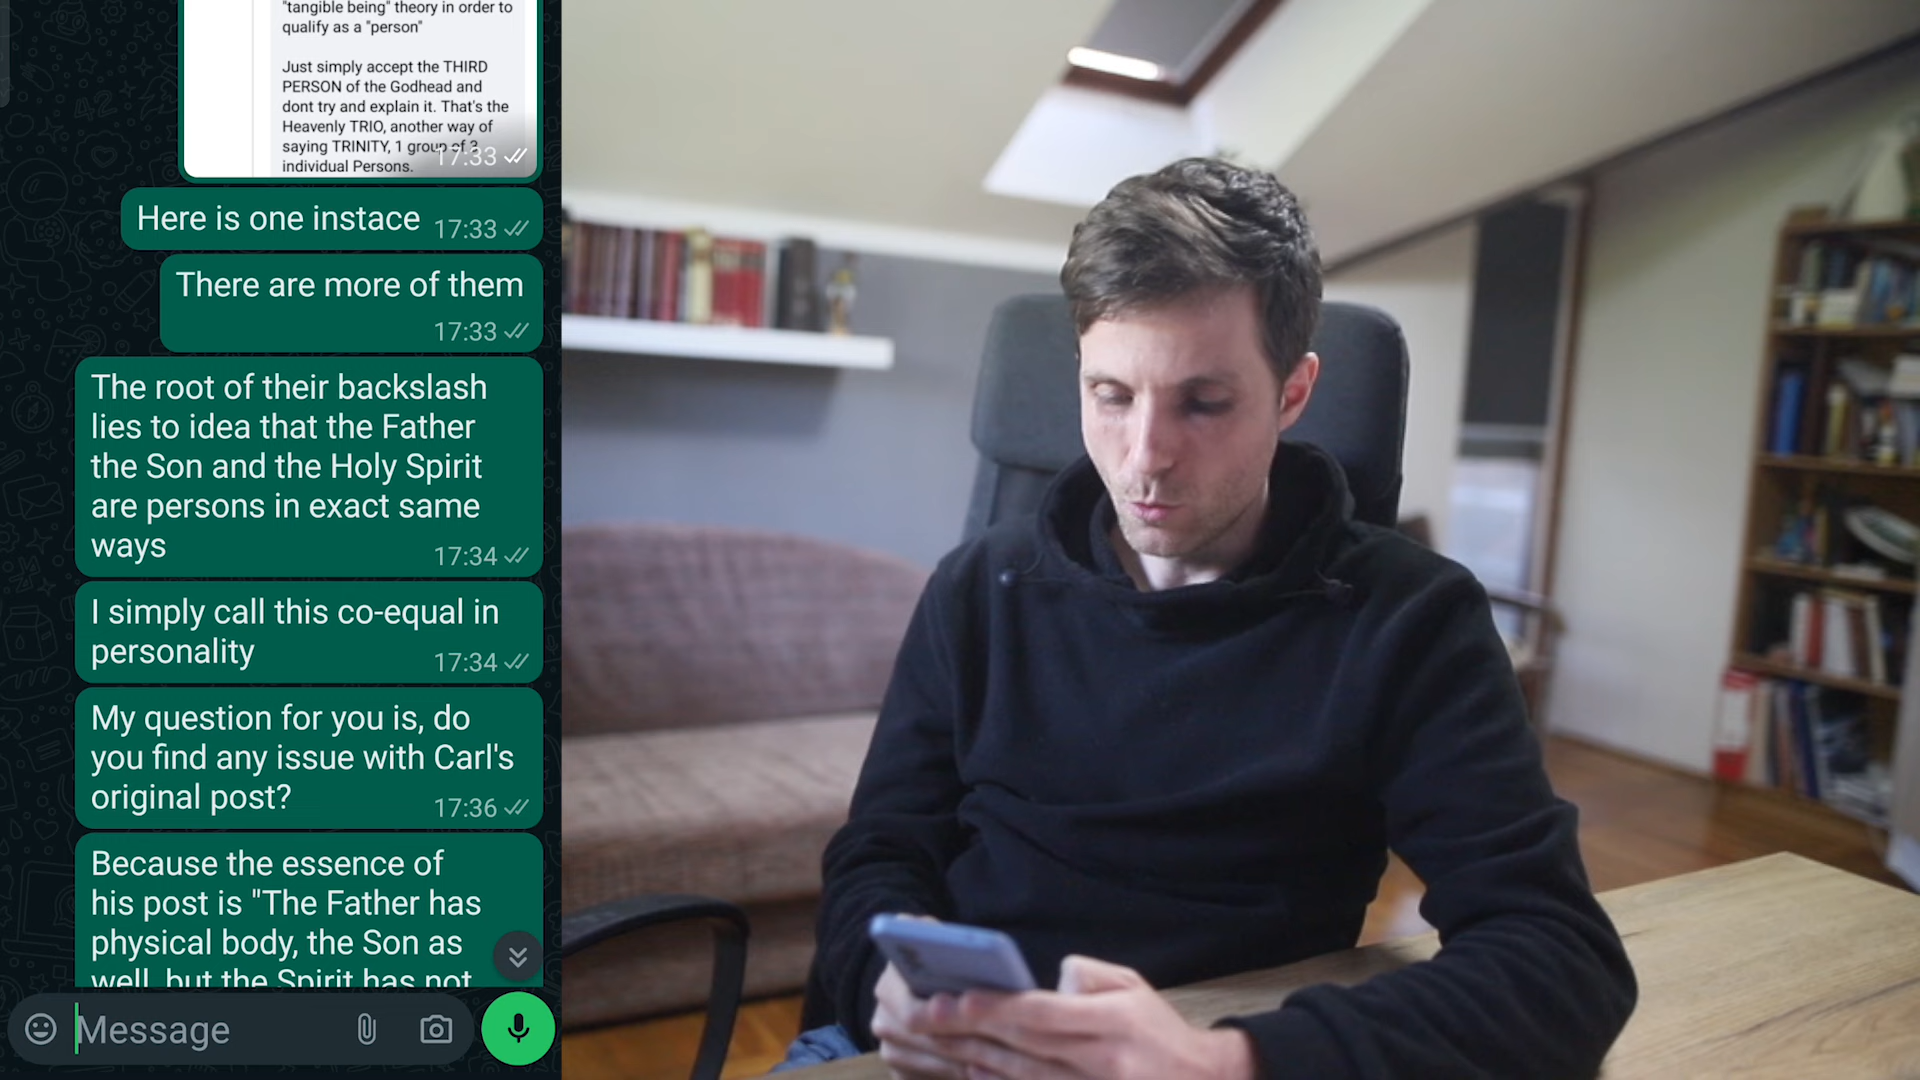 "tangible being" theory in order to
qualify as a "person"
Just simply accept the THIRD
PERSON of the Godhead and
dont try and explain it. That's the
Heavenly TRIO, another way of
saying TRINITY, 1 group of 3
individual Persons.
17:33
Here is one instace 17:33
There are more of them
17:33
The root of their backslash
lies to idea that the Father
the Son and the Holy Spirit
are persons in exact same
ways 17:34
I simply call this co-equal in
personality 17:34
My question for you is, do
you find any issue with Carl's
original post? 17:36
Because the essence of
his post is "The Father has
physical body, the Son as
well, but the Spirit has not
Message